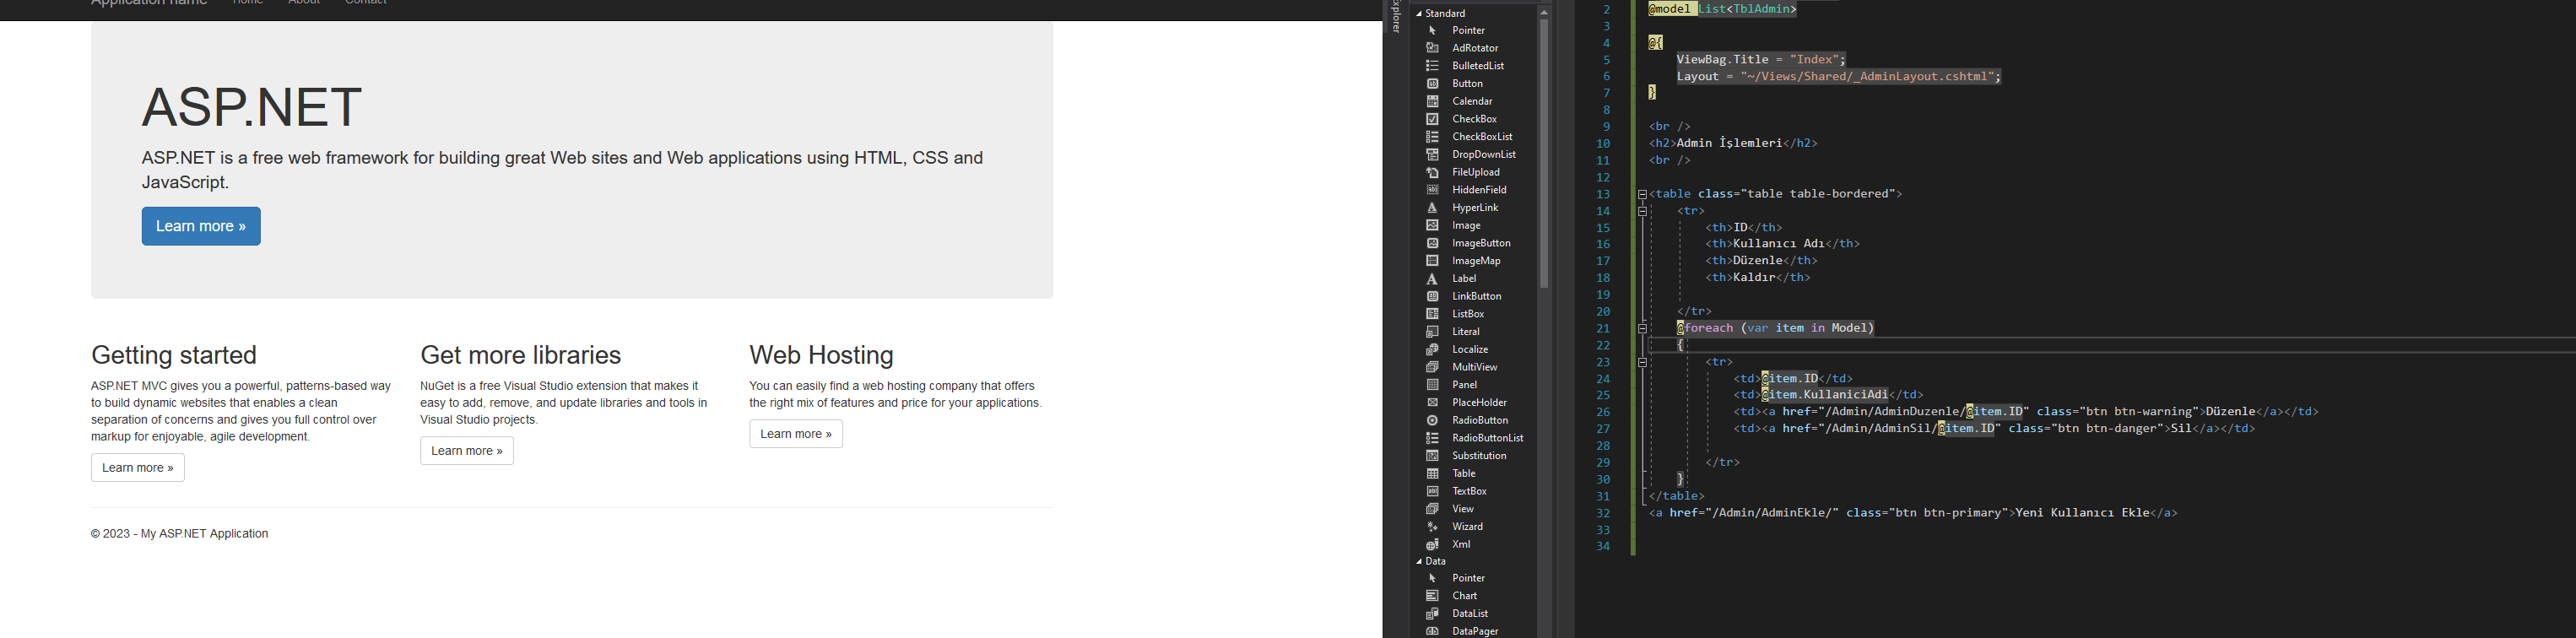 Application name Home About Contact
ASP.NET
ASP.NET is a free web framework for building great Web sites and Web applications using HTML, CSS and
JavaScript.
Learn more »
Getting started
ASP.NET MVC gives you a powerful, patterns-based way
to build dynamic websites that enables a clean
separation of concerns and gives you full control over
markup for enjoyable, agile development.
Learn more »
Get more libraries
NuGet is a free Visual Studio extension that makes it
easy to add, remove, and update libraries and tools in
Visual Studio projects.
Learn more »
Web Hosting
You can easily find a web hosting company that offers
the right mix of features and price for your applications.
Learn more »
© 2023 - My ASP.NET Application
Explorer
Standard
Pointer
AdRotator
BulletedList
Button
Calendar
CheckBox
CheckBoxList
DropDownList
FileUpload
HiddenField
HyperLink
Image
ImageButton
ImageMap
Label
LinkButton
ListBox
Literal
Localize
MultiView
Panel
PlaceHolder
RadioButton
RadioButtonList
Substitution
Table
TextBox
View
Wizard
Xml
Data
Pointer
Chart
DataList
DataPager
2 @model List<TblAdmin>
3
4 @{
5 ViewBag.Title = "Index";
6 Layout = "~/Views/Shared/_AdminLayout.cshtml";
7 }
8
9 <br />
10 <h2>Admin İşlemleri</h2>
11 <br />
12
13 <table class="table table-bordered">
14 <tr>
15 <th>ID</th>
16 <th>Kullanıcı Adı</th>
17 <th>Düzenle</th>
18 <th>Kaldır</th>
19
20 </tr>
21 @foreach (var item in Model)
22 {
23 <tr>
24 <td>@item.ID</td>
25 <td>@item.KullaniciAdi</td>
26 <td><a href="/Admin/AdminDuzenle/@item.ID" class="btn btn-warning">Düzenle</a></td>
27 <td><a href="/Admin/AdminSil/@item.ID" class="btn btn-danger">Sil</a></td>
28
29 </tr>
30 }
31 </table>
32 <a href="/Admin/AdminEkle/" class="btn btn-primary">Yeni Kullanıcı Ekle</a>
33
34